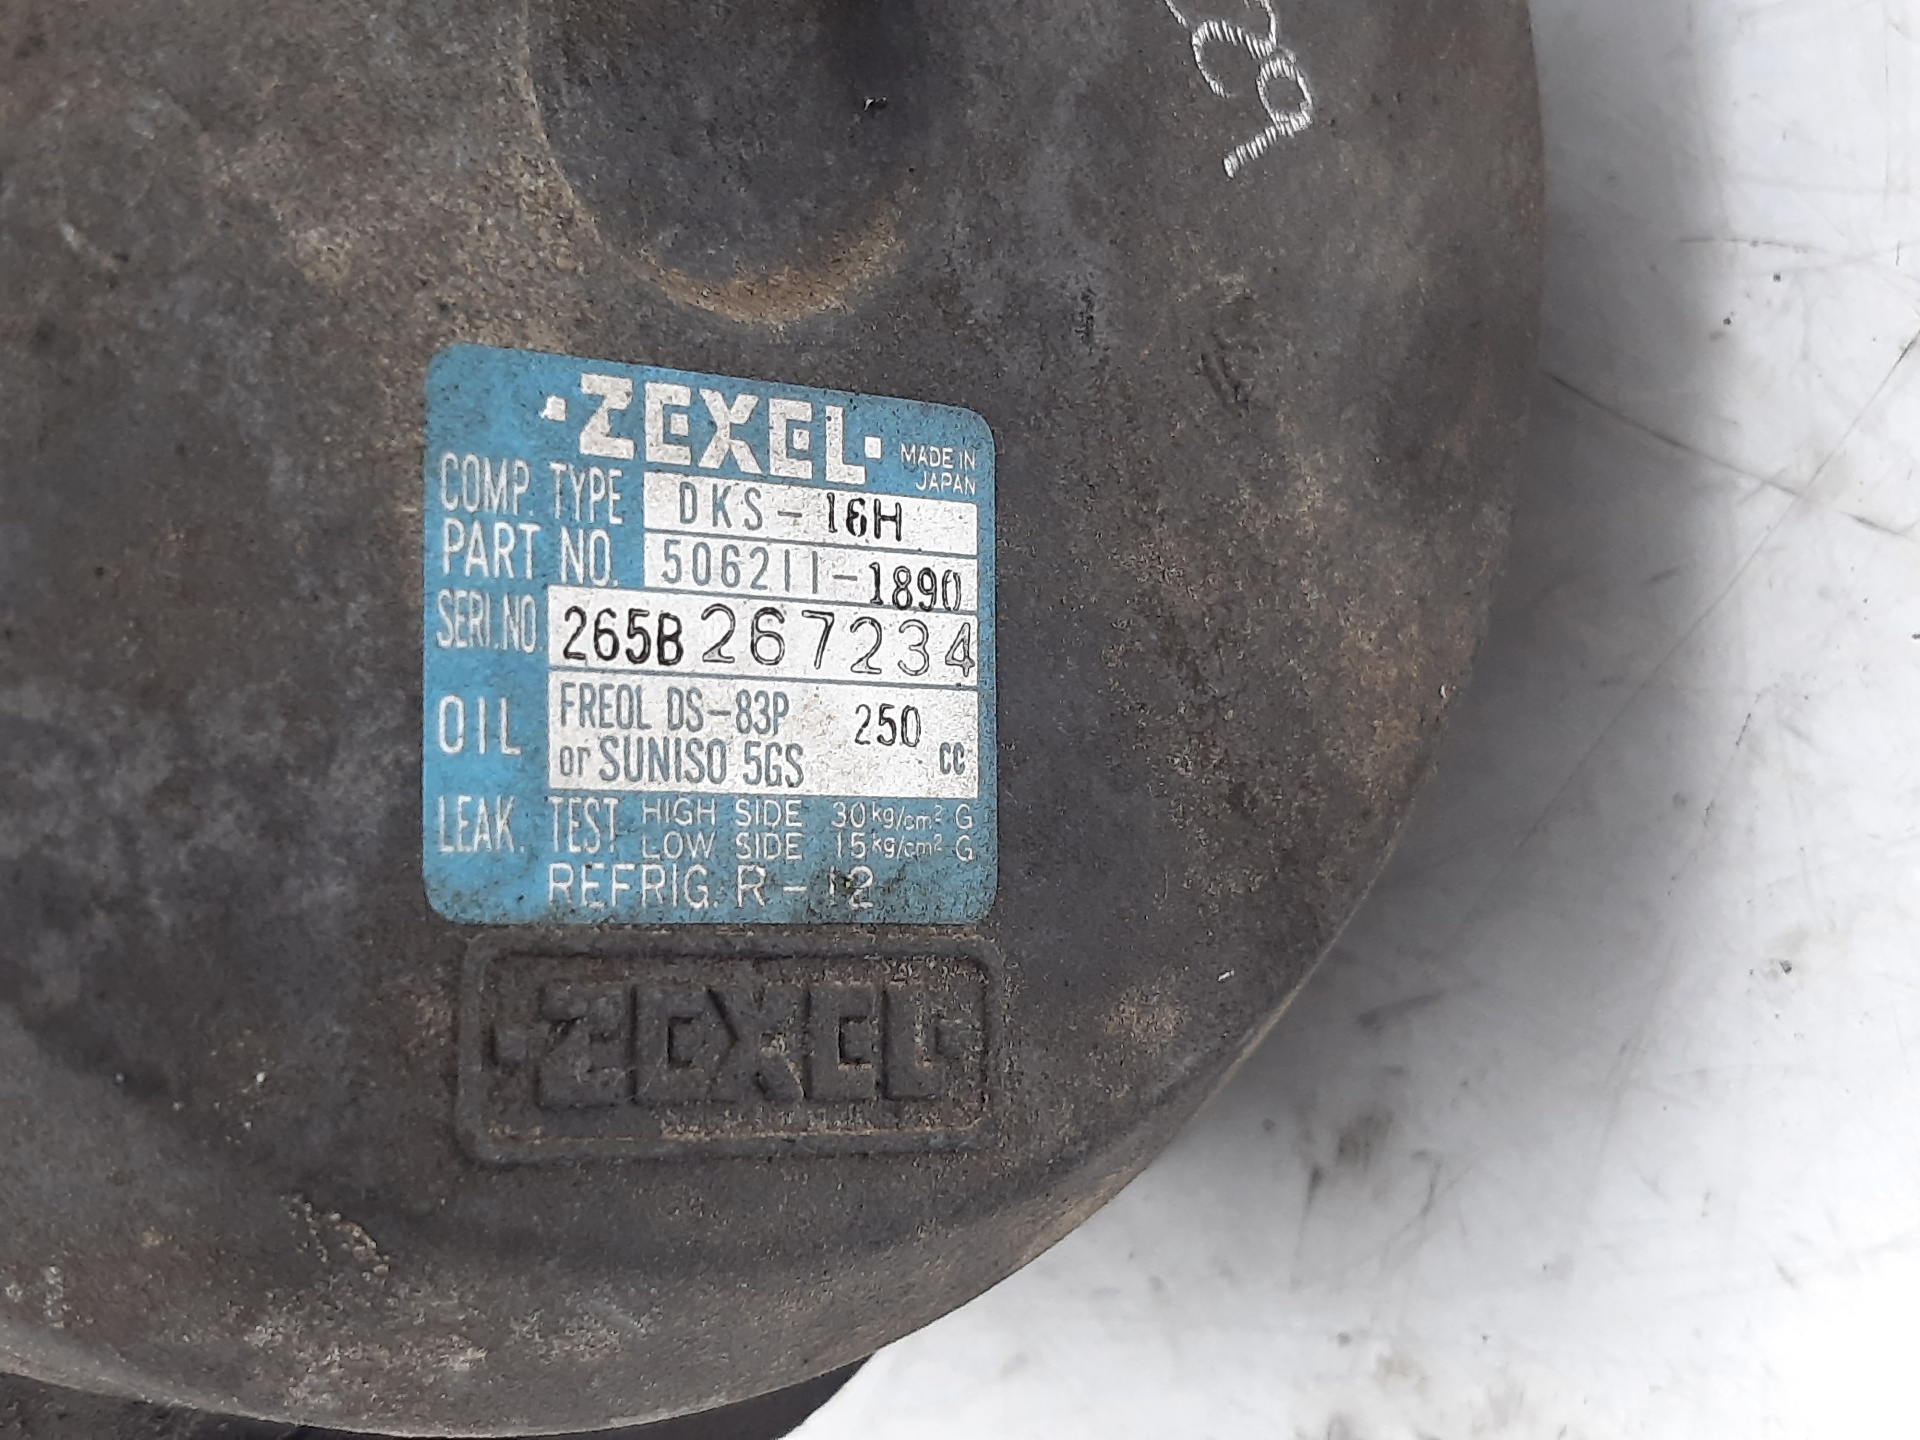 ·ZEXEL·
MADE IN
JAPAN
COMP. TYPE DKS-16H
PART NO. 506211-1890
SERI.NO. 265B 267234
OIL FREOL DS-83P 250 cc
or SUNISO 5GS
LEAK. TEST HIGH SIDE 30kg/cm² G
LOW SIDE 15kg/cm² G
REFRIG. R-12
·ZEXEL·